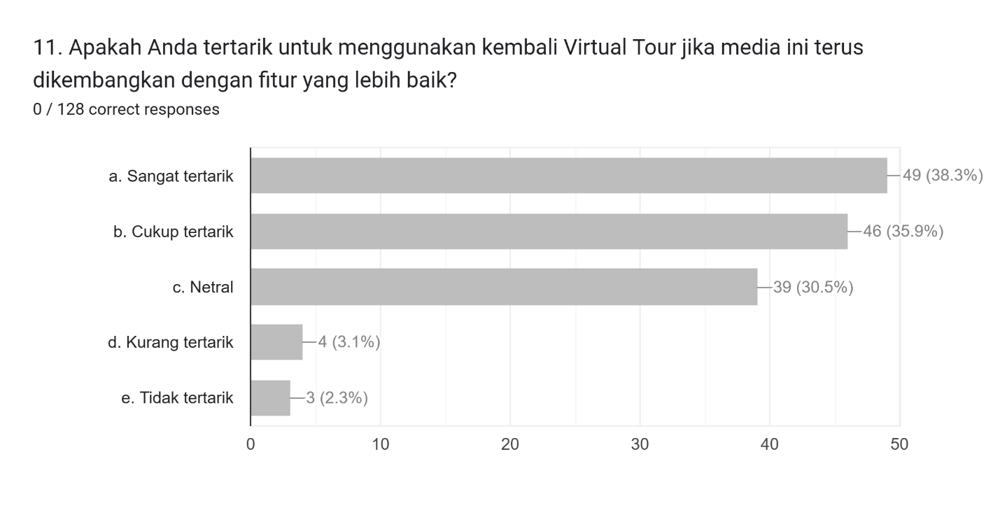 11. Apakah Anda tertarik untuk menggunakan kembali Virtual Tour jika media ini terus
dikembangkan dengan fitur yang lebih baik?
0 / 128 correct responses
a. Sangat tertarik
49 (38.3%)
b. Cukup tertarik
46 (35.9%)
c. Netral
39 (30.5%)
d. Kurang tertarik
4 (3.1%)
e. Tidak tertarik
3 (2.3%)
0 10 20 30 40 50